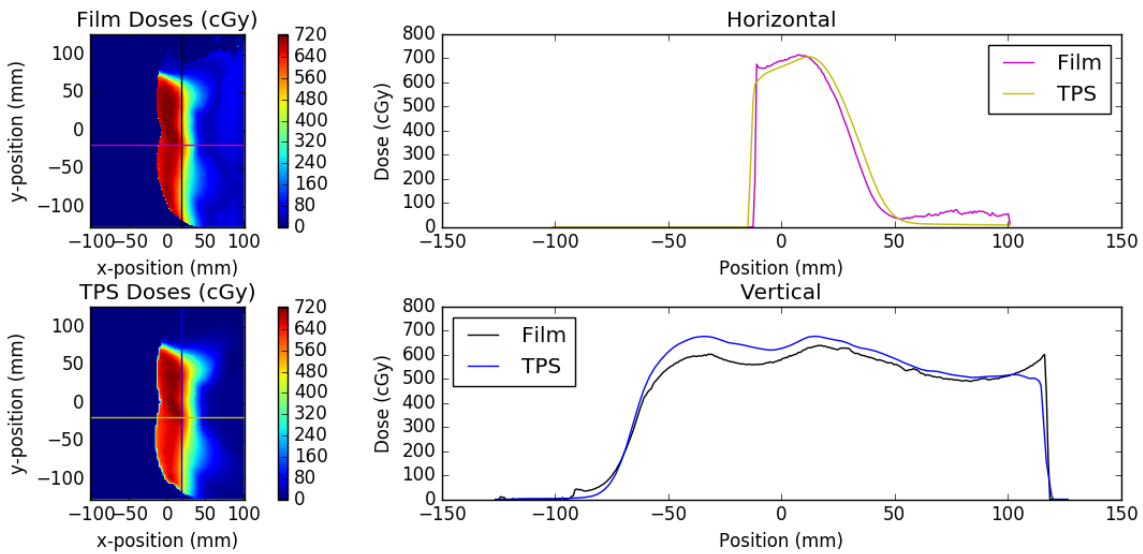 Film Doses (cGy)
y-position (mm)
100
50
0
−50
−100
−100−50 0 50 100
x-position (mm)
720
640
560
480
400
320
240
160
80
0
Horizontal
Dose (cGy)
800
700
600
500
400
300
200
100
0
−150 −100 −50 0 50 100 150
Position (mm)
Film
TPS
TPS Doses (cGy)
y-position (mm)
100
50
0
−50
−100
−100−50 0 50 100
x-position (mm)
720
640
560
480
400
320
240
160
80
0
Vertical
Dose (cGy)
800
700
600
500
400
300
200
100
0
−150 −100 −50 0 50 100 150
Position (mm)
Film
TPS